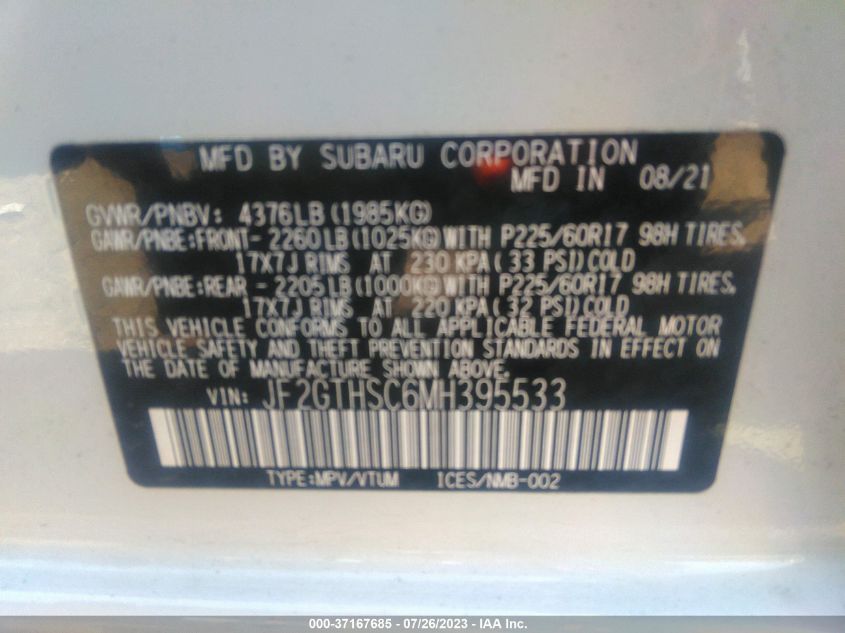 MFD BY SUBARU CORPORATION
MFD IN 08/21
GVWR/PNBV: 4376LB(1985KG)
GAWR/PNBE:FRONT- 2260LB(1025KG)WITH P225/60R17 98H TIRES,
17X7J RIMS AT 230 KPA(33 PSI)COLD
GAWR/PNBE:REAR - 2205LB(1000KG)WITH P225/60R17 98H TIRES,
17X7J RIMS AT 220 KPA(32 PSI)COLD
THIS VEHICLE CONFORMS TO ALL APPLICABLE FEDERAL MOTOR
VEHICLE SAFETY AND THEFT PREVENTION STANDARDS IN EFFECT ON
THE DATE OF MANUFACTURE SHOWN ABOVE.
VIN: JF2GTHSC6MH395533
TYPE:MPV/VTUM ICES/NMB-002
000-37167685 - 07/26/2023 - IAA Inc.